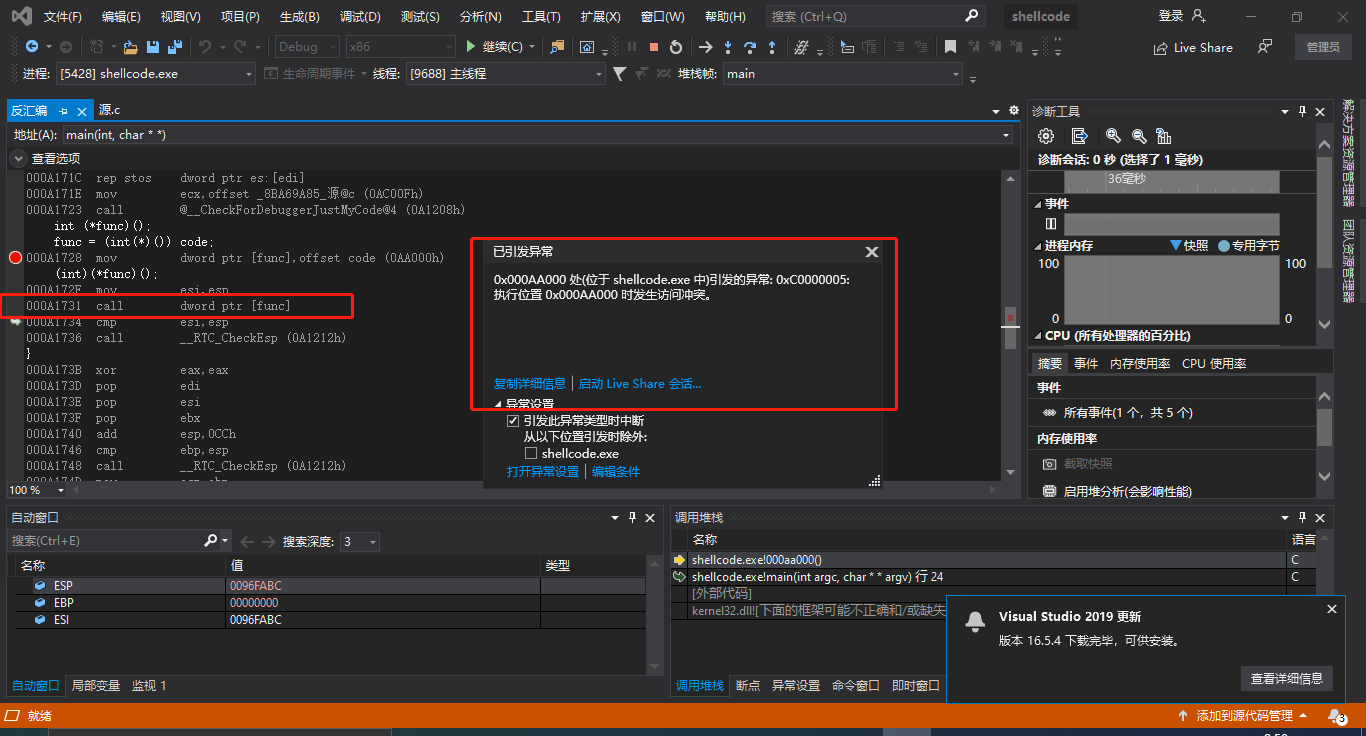 文件(F) 编辑(E) 视图(V) 项目(P) 生成(B) 调试(D) 测试(S) 分析(N) 工具(T) 扩展(X) 窗口(W) 帮助(H) 搜索 (Ctrl+Q) shellcode 登录
Debug x86 继续(C) Live Share 管理员
进程: [5428] shellcode.exe 生命周期事件 线程: [9688] 主线程 堆栈帧: main
反汇编 源.c
地址(A): main(int, char * *)
查看选项
000A171C rep stos dword ptr es:[edi]
000A171E mov ecx,offset _8BA69A85_源@c (0AC00Fh)
000A1723 call @__CheckForDebuggerJustMyCode@4 (0A1208h)
int (*func)();
func = (int(*)()) code;
000A1728 mov dword ptr [func],offset code (0AA000h)
(int)(*func)();
000A172F mov esi,esp
000A1731 call dword ptr [func]
000A1734 cmp esi,esp
000A1736 call __RTC_CheckEsp (0A1212h)
}
000A173B xor eax,eax
000A173D pop edi
000A173E pop esi
000A173F pop ebx
000A1740 add esp,0CCh
000A1746 cmp ebp,esp
000A1748 call __RTC_CheckEsp (0A1212h)
100 %
已引发异常
0x000AA000 处(位于 shellcode.exe 中)引发的异常: 0xC0000005:
执行位置 0x000AA000 时发生访问冲突。
复制详细信息 | 启动 Live Share 会话...
异常设置
引发此异常类型时中断
从以下位置引发时除外:
shellcode.exe
打开异常设置 | 编辑条件
诊断工具
诊断会话: 0 秒 (选择了 1 毫秒)
36毫秒
事件
进程内存 快照 专用字节
100 100
0 0
CPU (所有处理器的百分比)
摘要 事件 内存使用率 CPU 使用率
事件
所有事件(1 个，共 5 个)
内存使用率
截取快照
启用堆分析(会影响性能)
解决方案资源管理器
团队资源管理器
自动窗口
搜索(Ctrl+E) 搜索深度: 3
名称 值 类型
ESP 0096FABC
EBP 00000000
ESI 0096FABC
自动窗口 局部变量 监视 1
调用堆栈
名称 语言
shellcode.exe!000aa000() C
shellcode.exe!main(int argc, char * * argv) 行 24 C
[外部代码]
kernel32.dll![下面的框架可能不正确和/或缺失
调用堆栈 断点 异常设置 命令窗口 即时窗口
Visual Studio 2019 更新
版本 16.5.4 下载完毕，可供安装。
查看详细信息
就绪 添加到源代码管理 3